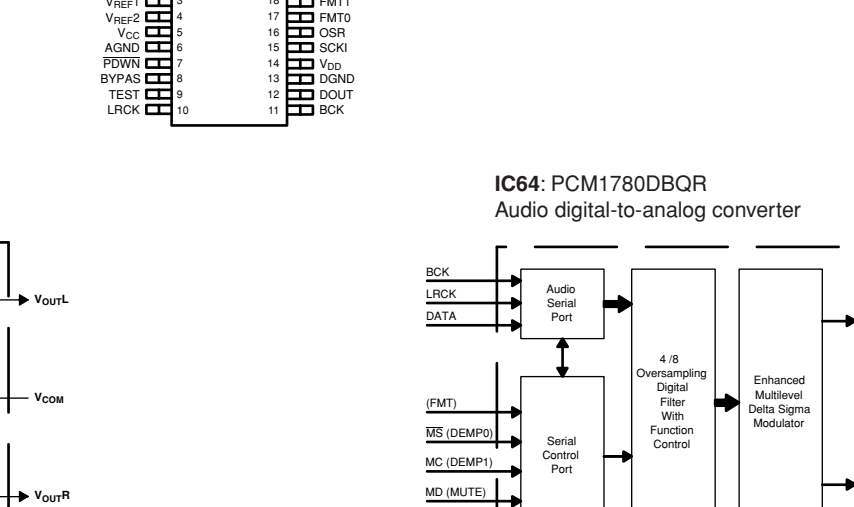 VREF1 3 18 FMT1
VREF2 4 17 FMT0
VCC 5 16 OSR
AGND 6 15 SCKI
PDWN 7 14 VDD
BYPAS 8 13 DGND
TEST 9 12 DOUT
LRCK 10 11 BCK
VOUTL
VCOM
VOUTR
IC64: PCM1780DBQR
Audio digital-to-analog converter
BCK
LRCK
DATA
(FMT)
MS (DEMP0)
MC (DEMP1)
MD (MUTE)
Audio
Serial
Port
Serial
Control
Port
4 /8
Oversampling
Digital
Filter
With
Function
Control
Enhanced
Multilevel
Delta Sigma
Modulator